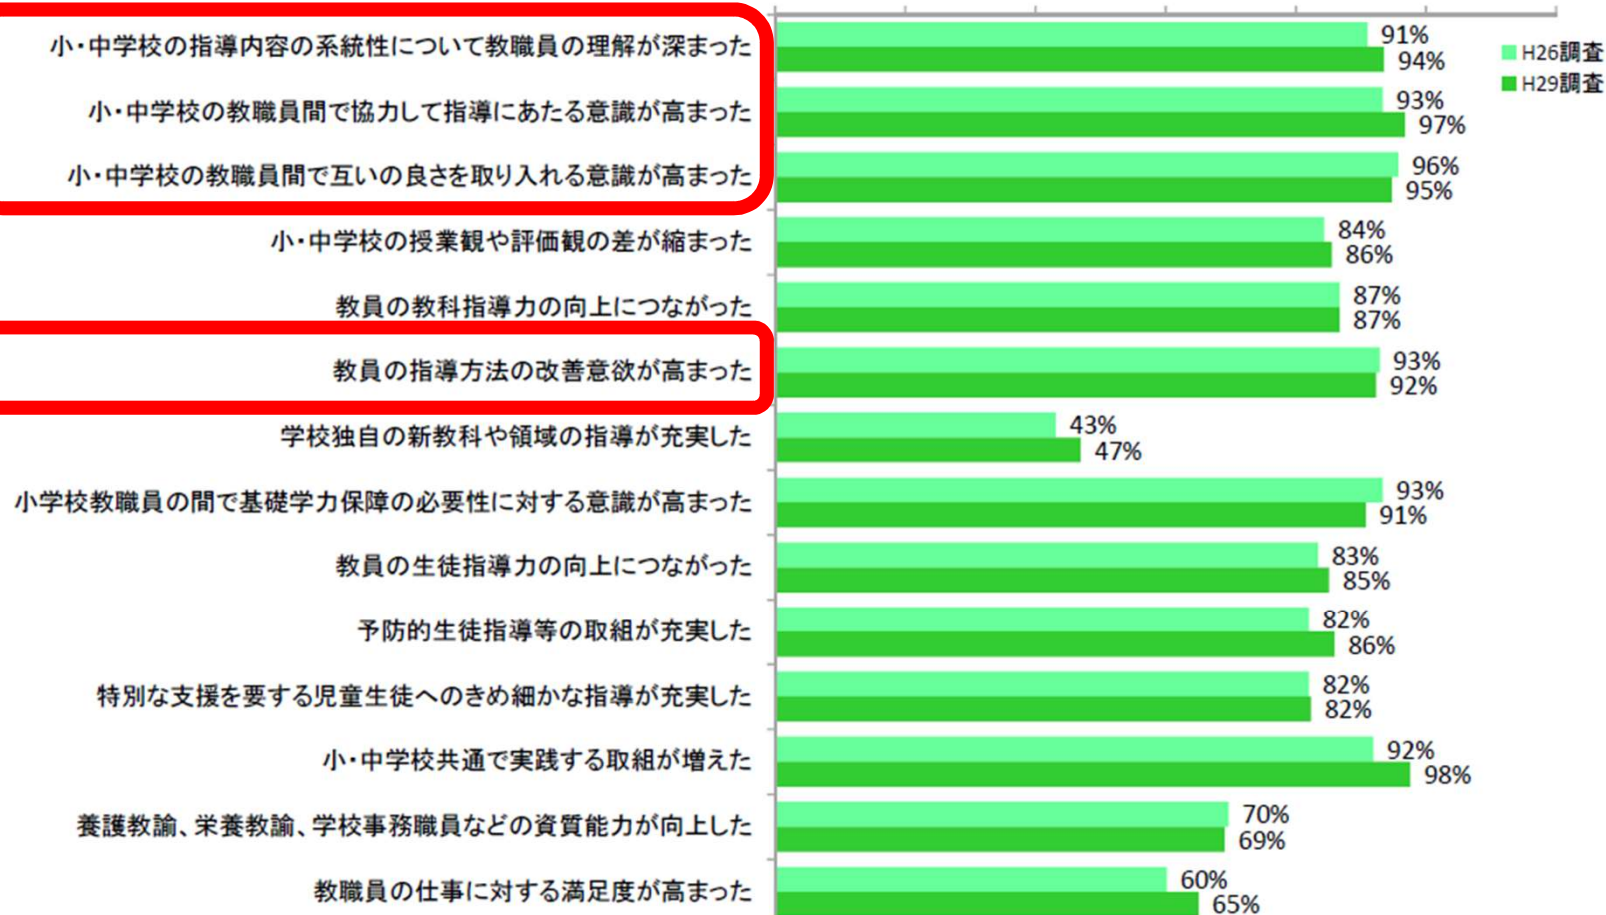 小・中学校の指導内容の系統性について教職員の理解が深まった 91%
94%
H26調査
H29調査
小・中学校の教職員間で協力して指導にあたる意識が高まった 93%
97%
小・中学校の教職員間で互いの良さを取り入れる意識が高まった 96%
95%
小・中学校の授業観や評価観の差が縮まった 84%
86%
教員の教科指導力の向上につながった 87%
87%
教員の指導方法の改善意欲が高まった 93%
92%
学校独自の新教科や領域の指導が充実した 43%
47%
小学校教職員の間で基礎学力保障の必要性に対する意識が高まった 93%
91%
教員の生徒指導力の向上につながった 83%
85%
予防的生徒指導等の取組が充実した 82%
86%
特別な支援を要する児童生徒へのきめ細かな指導が充実した 82%
82%
小・中学校共通で実践する取組が増えた 92%
98%
養護教諭、栄養教諭、学校事務職員などの資質能力が向上した 70%
69%
教職員の仕事に対する満足度が高まった 60%
65%